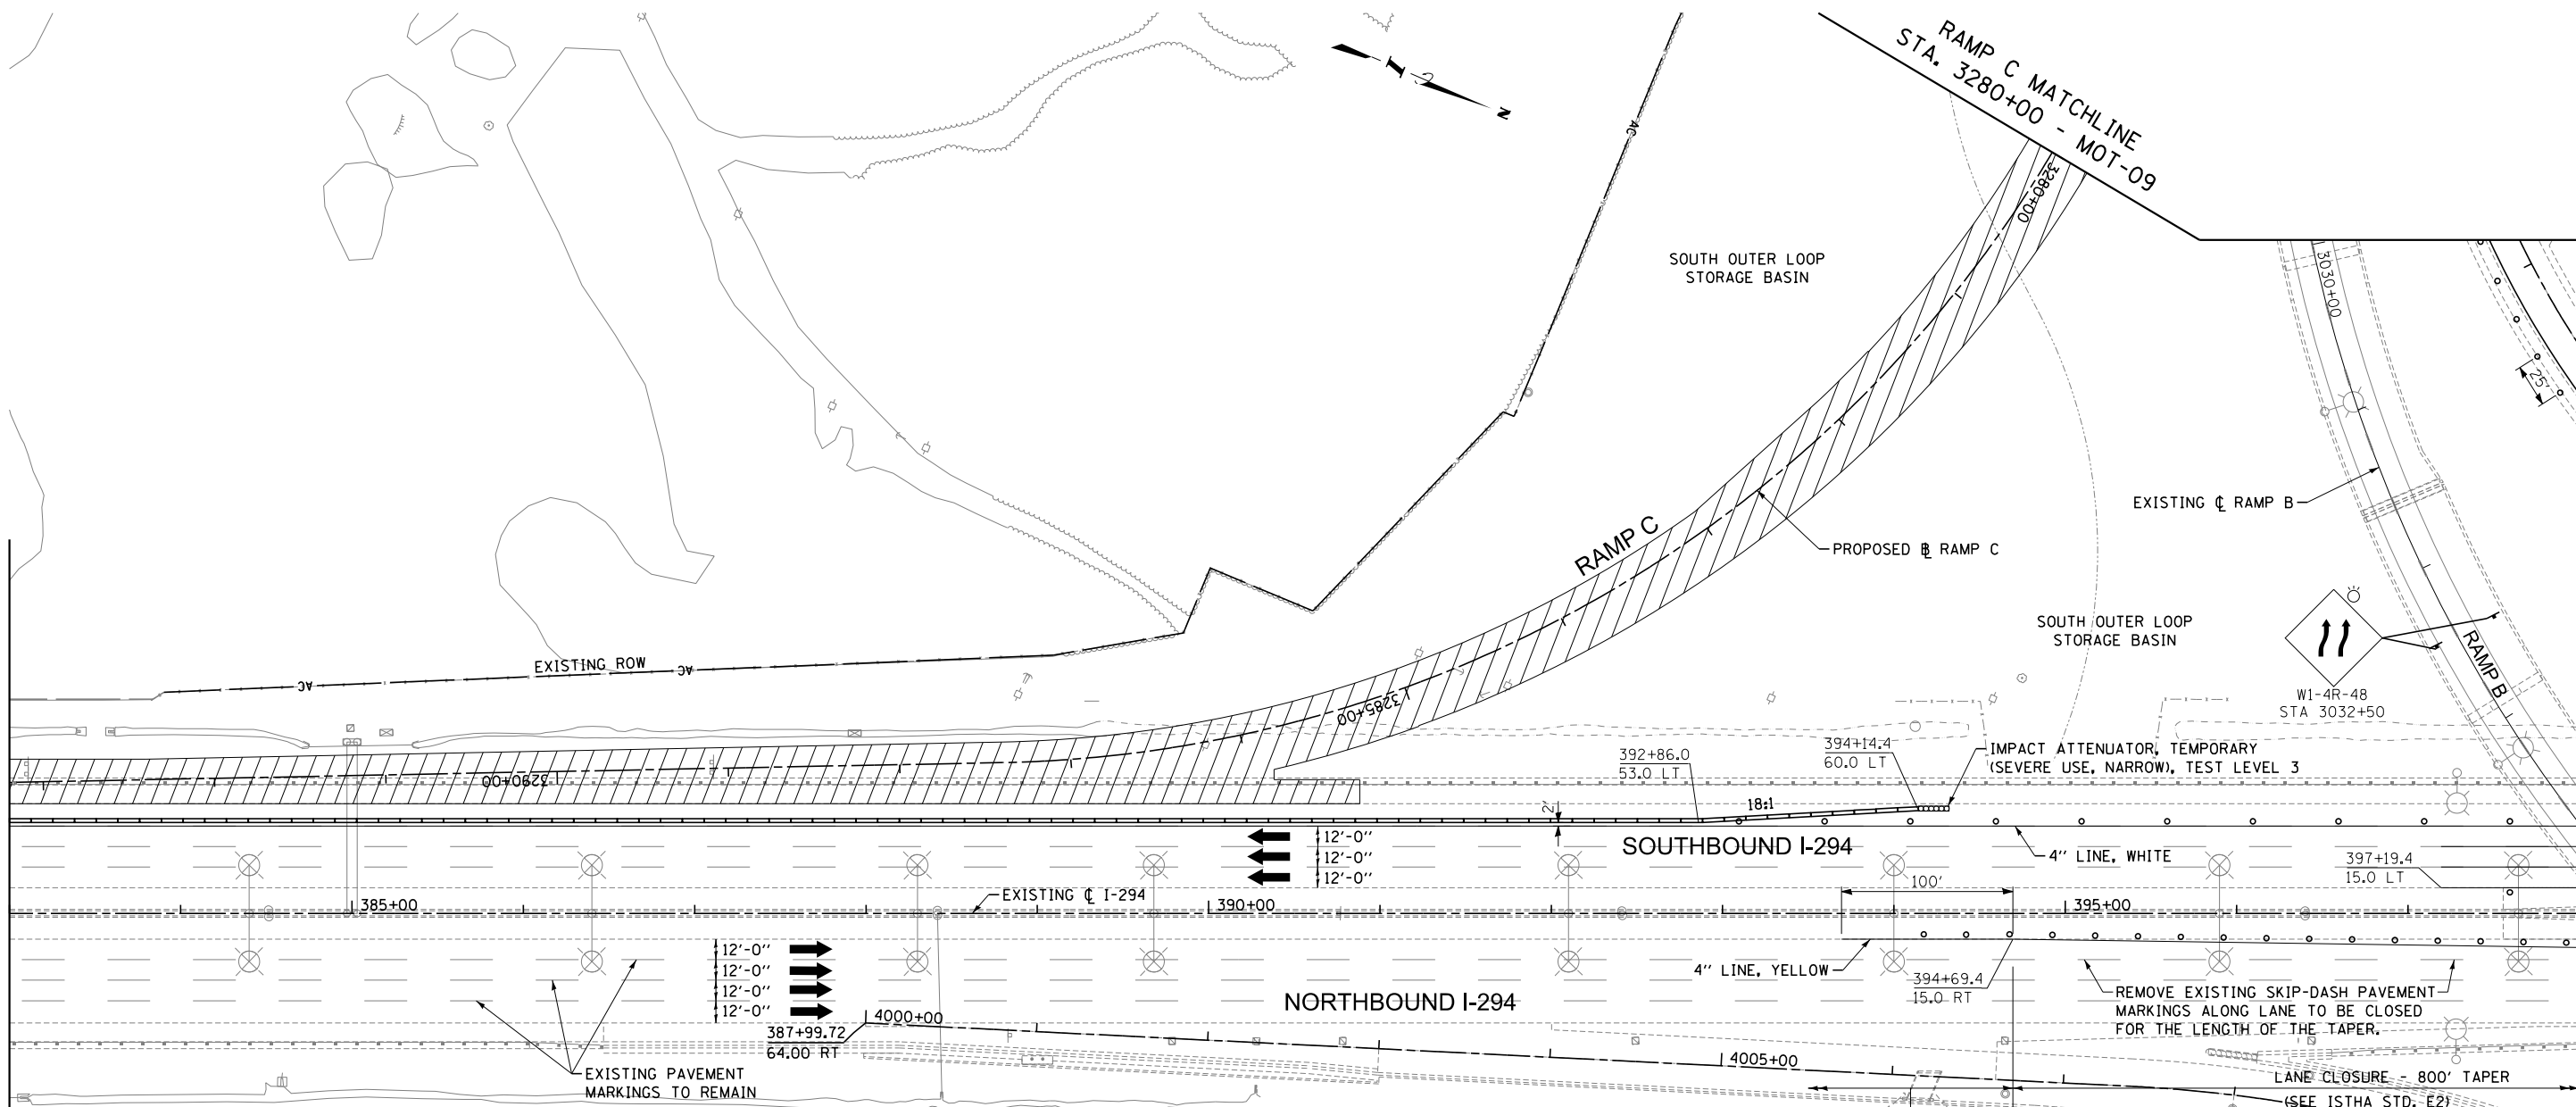 RAMP C MATCHLINE
STA. 3280+00 - MOT-09
N
AC
3280+00
SOUTH OUTER LOOP
STORAGE BASIN
3030+00
25'
EXISTING ℄ RAMP B
RAMP C
PROPOSED B̲L RAMP C
SOUTH OUTER LOOP
STORAGE BASIN
RAMP B
W1-4R-48
STA 3032+50
EXISTING ROW
AC
AC
3285+00
3290+00
392+86.0
53.0 LT
394+14.4
60.0 LT
IMPACT ATTENUATOR, TEMPORARY
(SEVERE USE, NARROW), TEST LEVEL 3
2'
18:1
12'-0"
12'-0"
12'-0"
SOUTHBOUND I-294
4" LINE, WHITE
397+19.4
15.0 LT
100'
EXISTING ℄ I-294
385+00
390+00
395+00
12'-0"
12'-0"
12'-0"
12'-0"
4" LINE, YELLOW
394+69.4
15.0 RT
NORTHBOUND I-294
REMOVE EXISTING SKIP-DASH PAVEMENT
MARKINGS ALONG LANE TO BE CLOSED
FOR THE LENGTH OF THE TAPER.
387+99.72
64.00 RT
4000+00
4005+00
EXISTING PAVEMENT
MARKINGS TO REMAIN
LANE CLOSURE - 800' TAPER
(SEE ISTHA STD. E2)